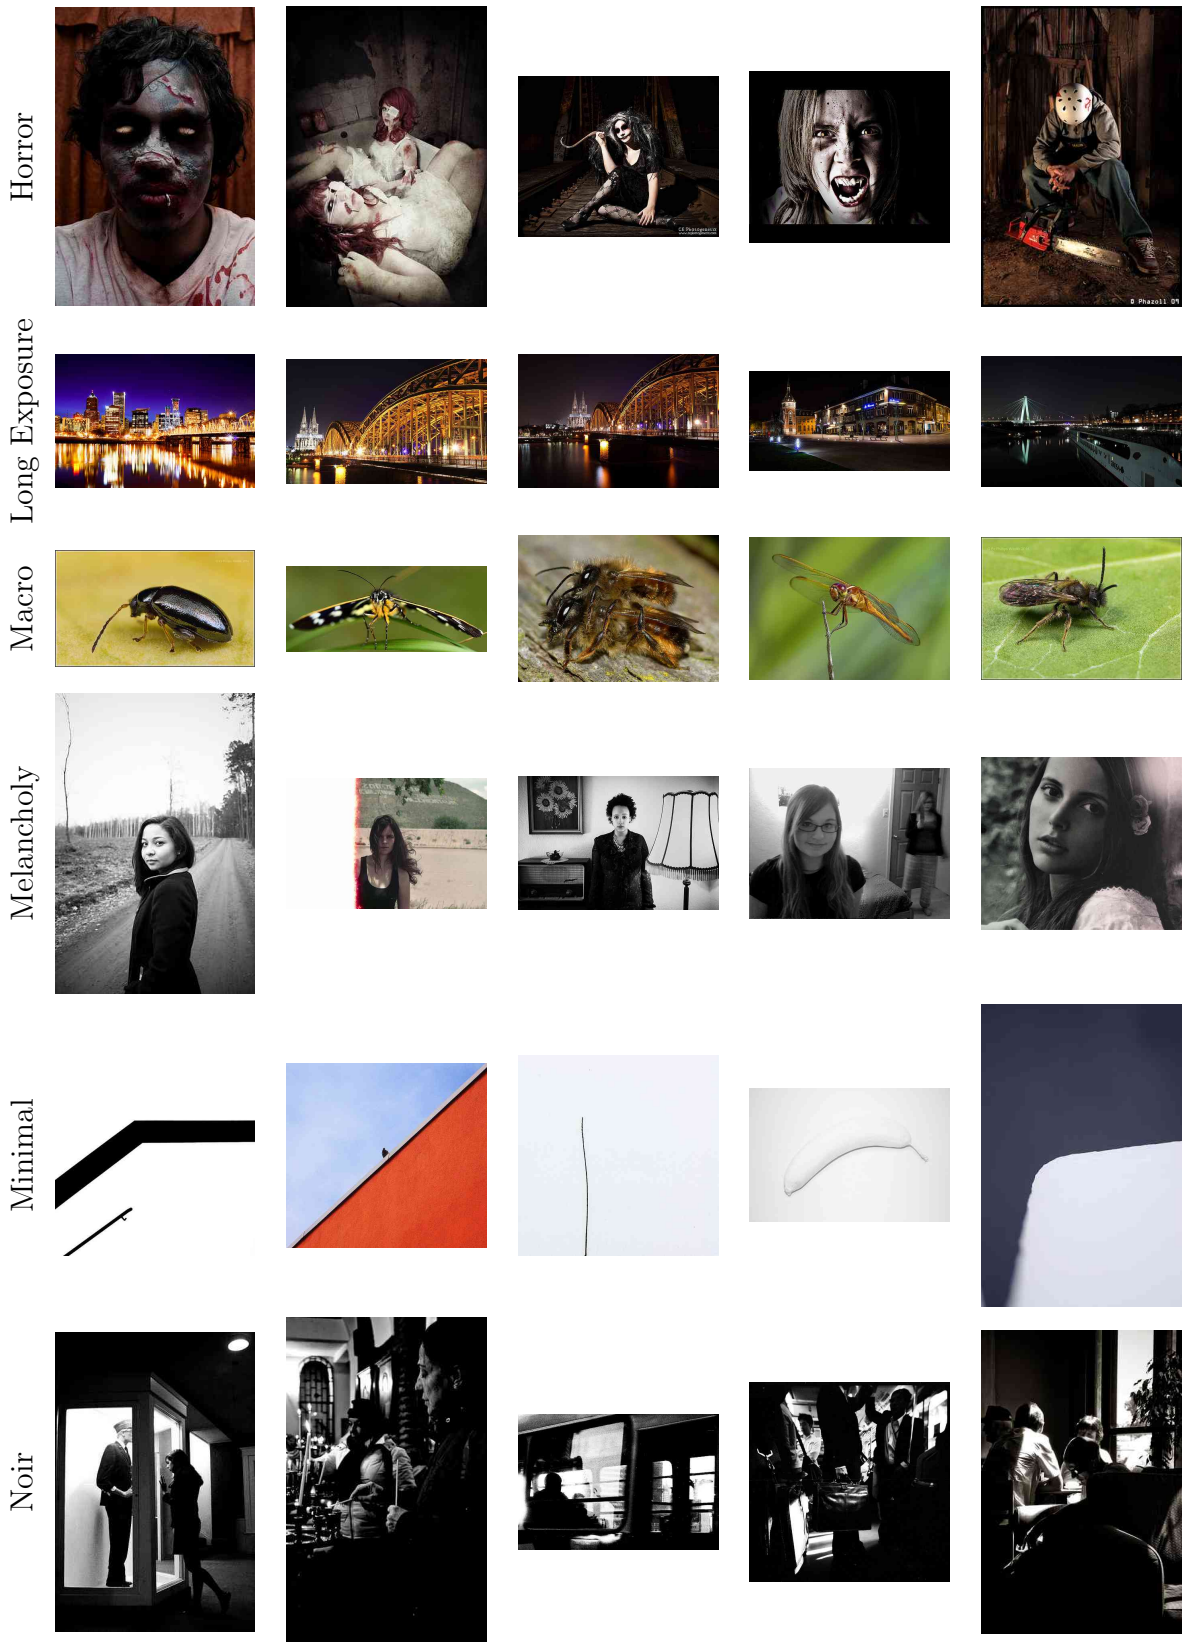 Horror
© Phazoll 09
Long Exposure
Macro
Melancholy
Minimal
Noir